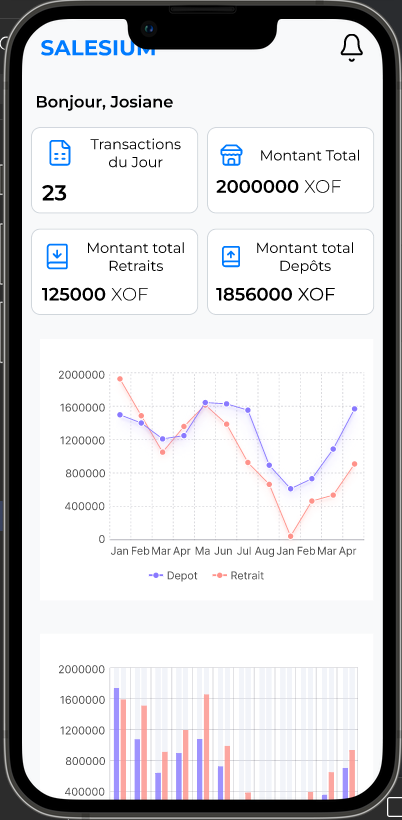 SALESIUM
Bonjour, Josiane
Transactions
du Jour
23
Montant Total
2000000 XOF
Montant total
Retraits
125000 XOF
Montant total
Depôts
1856000 XOF
2000000
1600000
1200000
800000
400000
0
Jan Feb Mar Apr Ma Jun Jul Aug Jan Feb Mar Apr
Depot Retrait
2000000
1600000
1200000
800000
400000